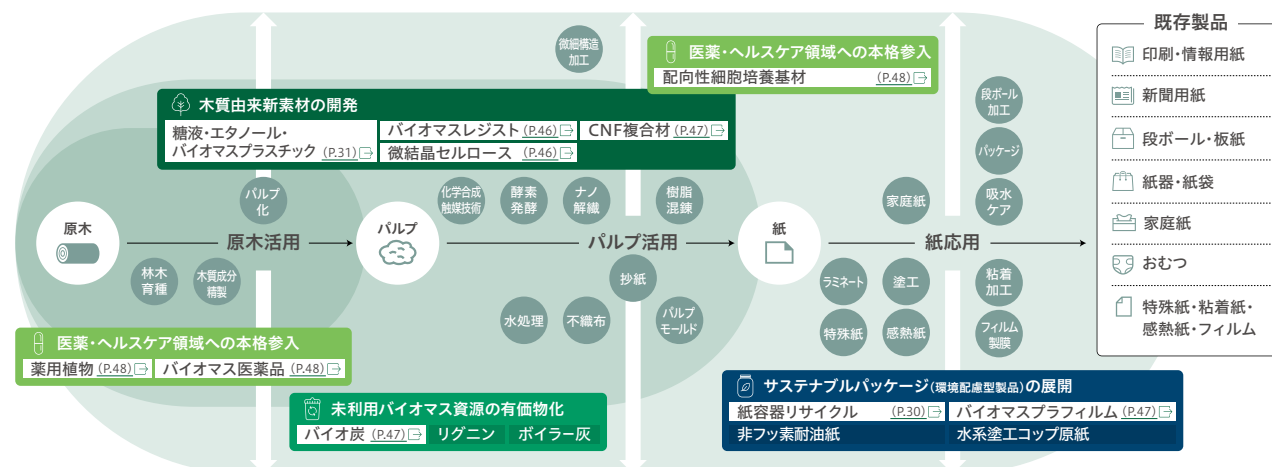 微細構造
加工
医薬・ヘルスケア領域への本格参入
配向性細胞培養基材 (P.48)
既存製品
印刷・情報用紙
新聞用紙
段ボール・板紙
紙器・紙袋
家庭紙
おむつ
特殊紙・粘着紙・
感熱紙・フィルム
木質由来新素材の開発
糖液・エタノール・
バイオマスプラスチック (P.31)
バイオマスレジスト (P.46)
微結晶セルロース (P.46)
CNF複合材 (P.47)
段ボール
加工
パッケージ
吸水
ケア
家庭紙
パルプ
化
化学合成
触媒技術
酵素
発酵
ナノ
解繊
樹脂
混錬
原木
原木活用
パルプ
パルプ活用
紙
紙応用
林木
育種
木質成分
精製
抄紙
水処理
不織布
パルプ
モールド
ラミネート
塗工
粘着
加工
特殊紙
感熱紙
フィルム
製膜
医薬・ヘルスケア領域への本格参入
薬用植物 (P.48)
バイオマス医薬品 (P.48)
未利用バイオマス資源の有価物化
バイオ炭 (P.47)
リグニン
ボイラー灰
サステナブルパッケージ(環境配慮型製品)の展開
紙容器リサイクル (P.30)
バイオマスプラフィルム (P.47)
非フッ素耐油紙
水系塗工コップ原紙